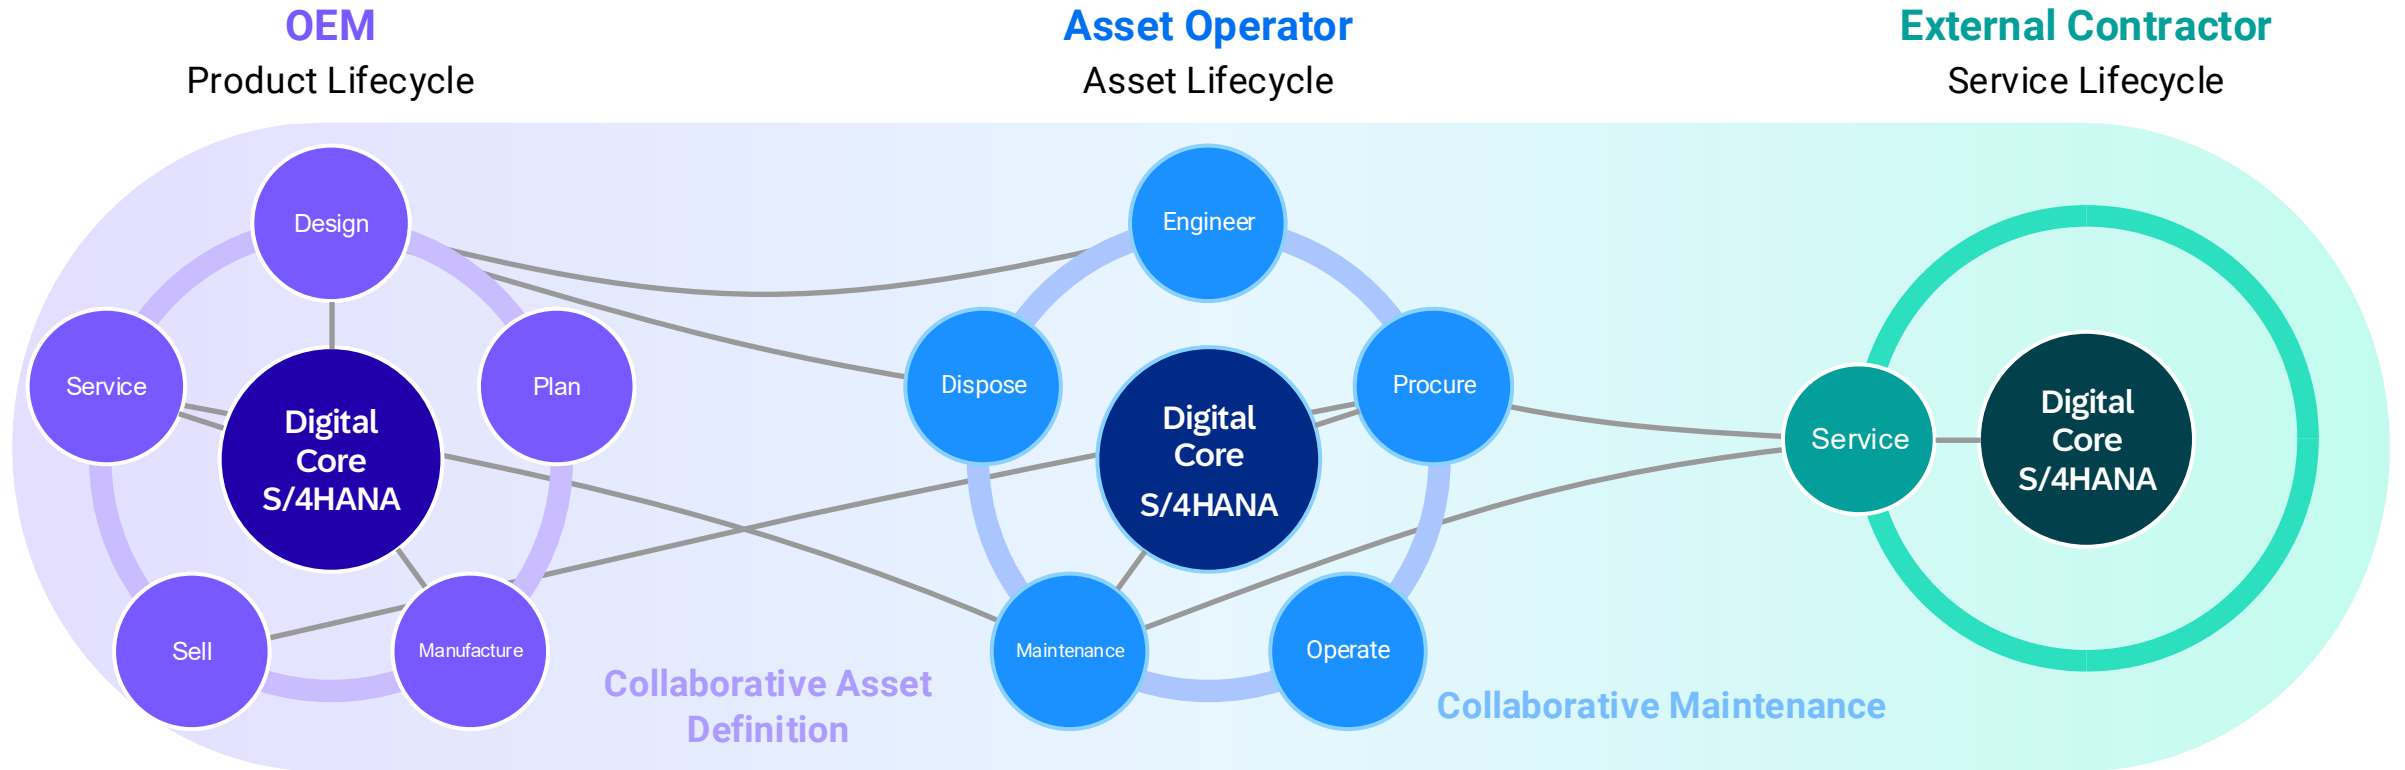 OEM
Product Lifecycle
Asset Operator
Asset Lifecycle
External Contractor
Service Lifecycle
Design
Service
Plan
Digital
Core
S/4HANA
Sell
Manufacture
Collaborative Asset
Definition
Engineer
Dispose
Procure
Digital
Core
S/4HANA
Maintenance
Operate
Collaborative Maintenance
Service
Digital
Core
S/4HANA